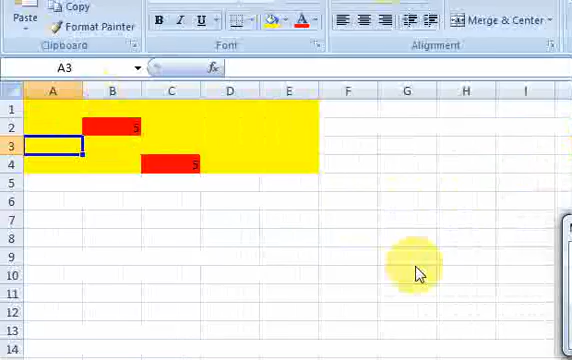 Copy
Paste
Format Painter
B I U A
Merge & Center
Clipboard Font Alignment
A3 fx
A B C D E F G H I
1
2 5
3
4 5
5
6
7
8
9
10
11
12
13
14